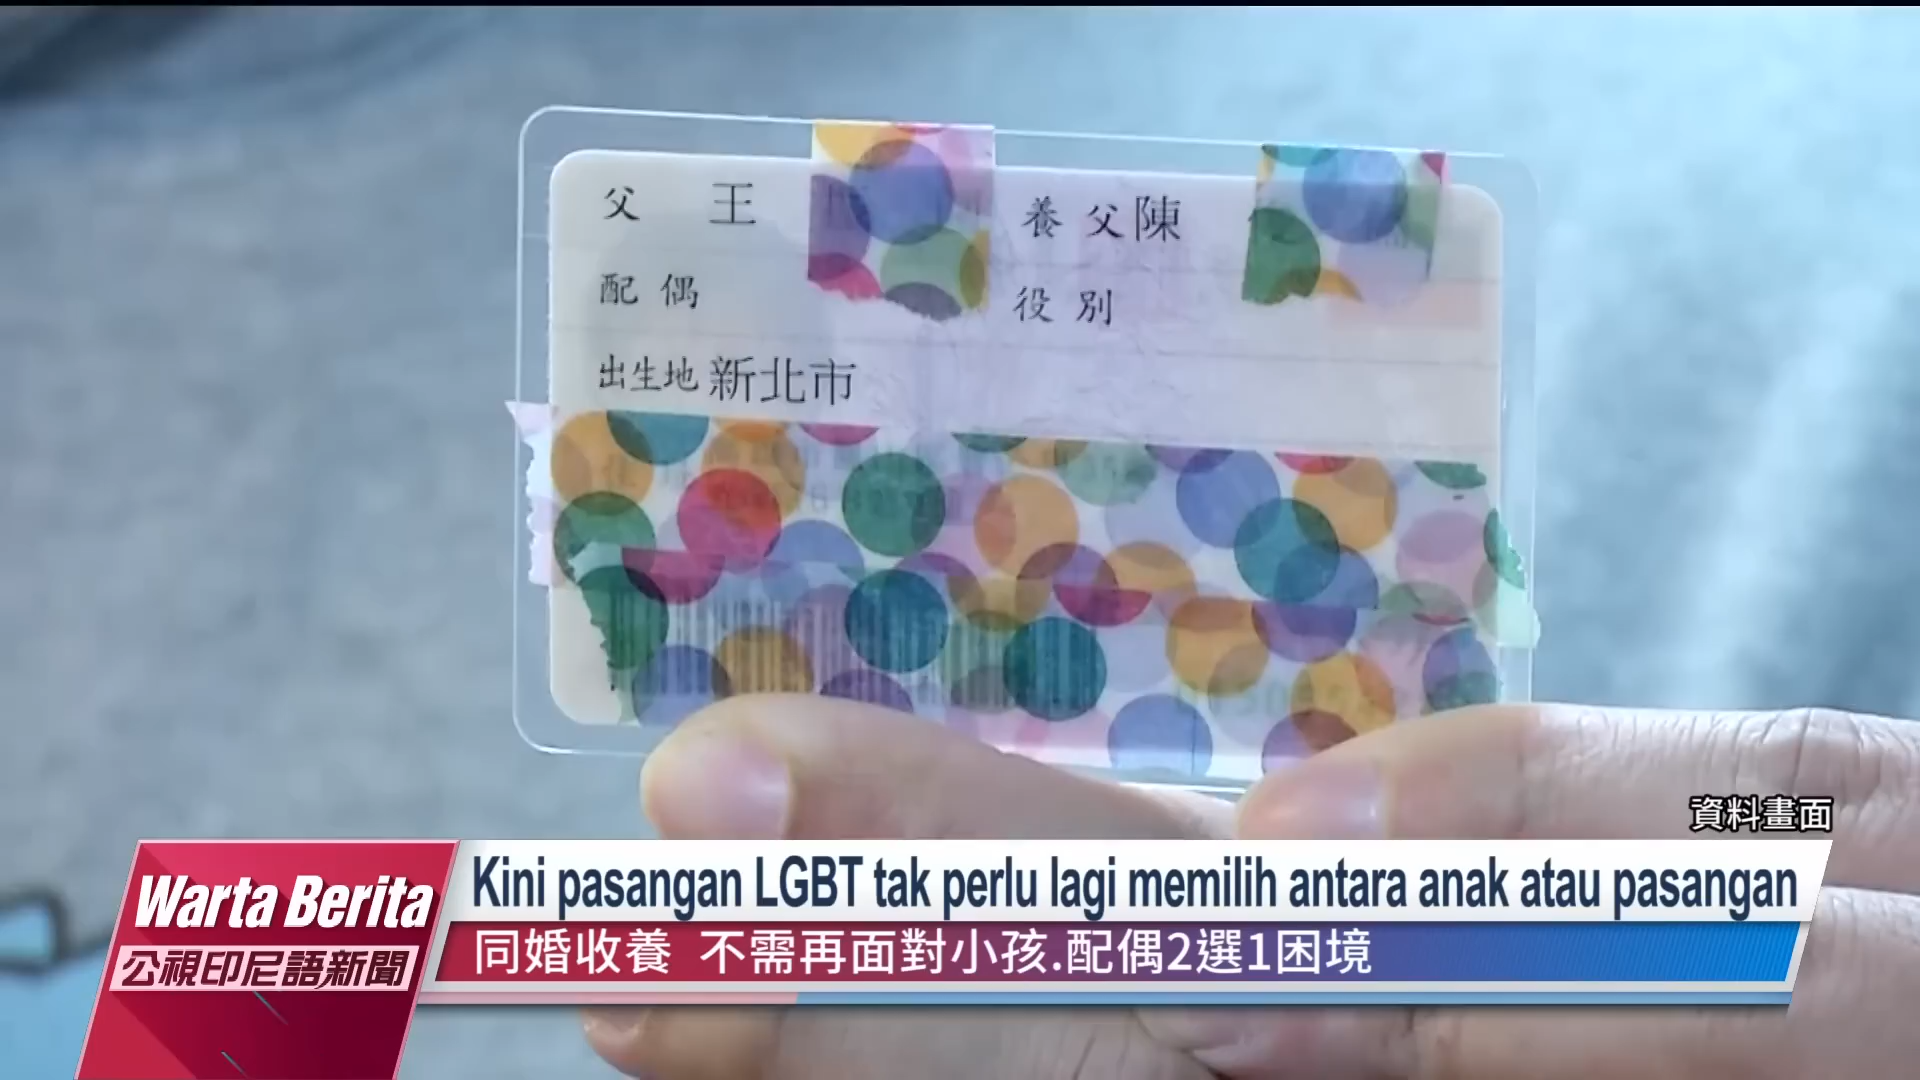 父 王 養父陳
配偶 役別
出生地 新北市
資料畫面
Warta Berita
公視印尼語新聞
Kini pasangan LGBT tak perlu lagi memilih antara anak atau pasangan
同婚收養 不需再面對小孩.配偶2選1困境